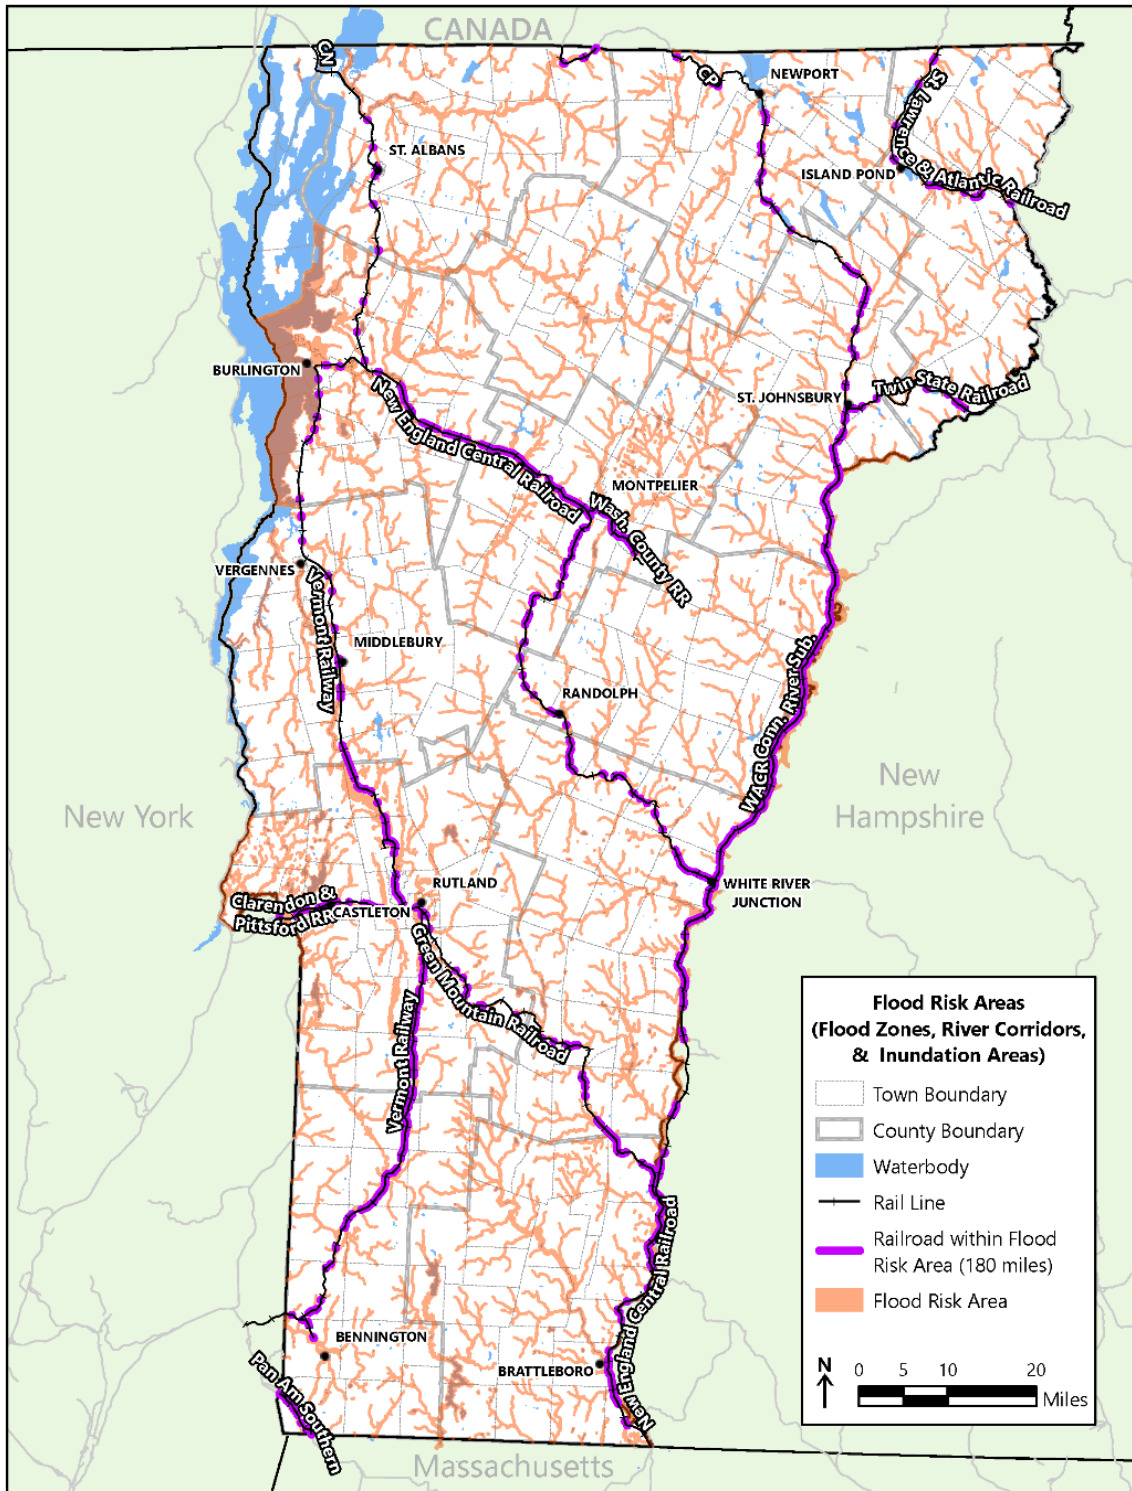 CANADA
CN
CP
NEWPORT
St. Lawrence & Atlantic Railroad
ST. ALBANS
ISLAND POND
BURLINGTON
New England Central Railroad
ST. JOHNSBURY
Twin State Railroad
MONTPELIER
Wash. County RR
VERGENNES
Vermont Railway
MIDDLEBURY
RANDOLPH
WACR Conn. River Sub.
New York
New
Hampshire
RUTLAND
WHITE RIVER
JUNCTION
Clarendon &
Pittsford RR
CASTLETON
Green Mountain Railroad
Vermont Railway
New England Central Railroad
BENNINGTON
BRATTLEBORO
Pan Am Southern
Massachusetts
Flood Risk Areas
(Flood Zones, River Corridors,
& Inundation Areas)
Town Boundary
County Boundary
Waterbody
Rail Line
Railroad within Flood
Risk Area (180 miles)
Flood Risk Area
N
0 5 10 20
Miles